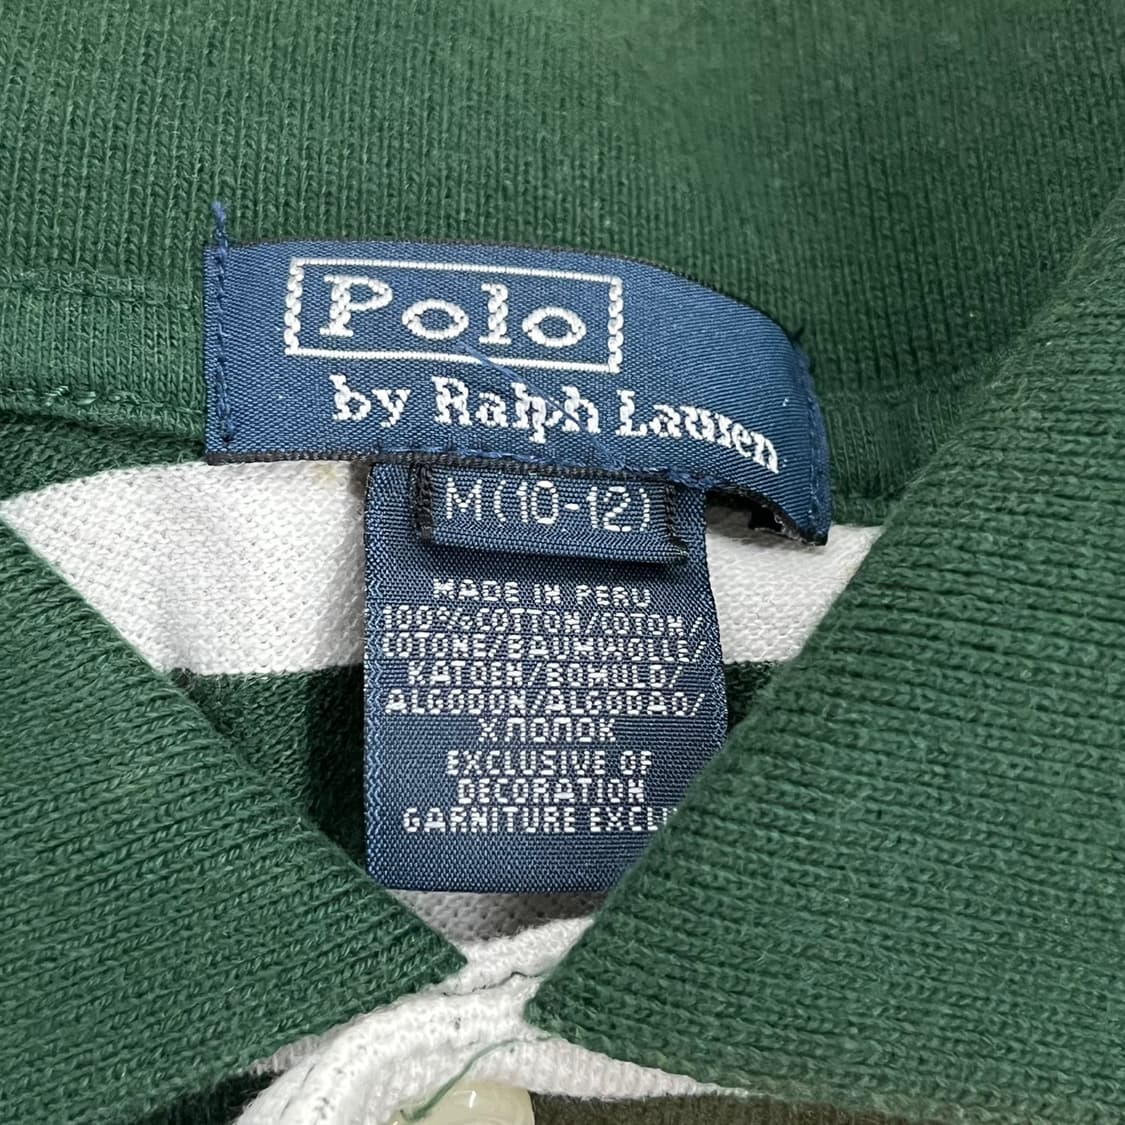 Polo
by Ralph Lauren
M(10-12)
MADE IN PERU
100%COTTON/COTON/
COTONE/BAUMWOLLE/
KATOEN/BOMULD/
ALGODON/ALGODAO/
ХЛОПОК
EXCLUSIVE OF
DECORATION
GARNITURE EXCLU